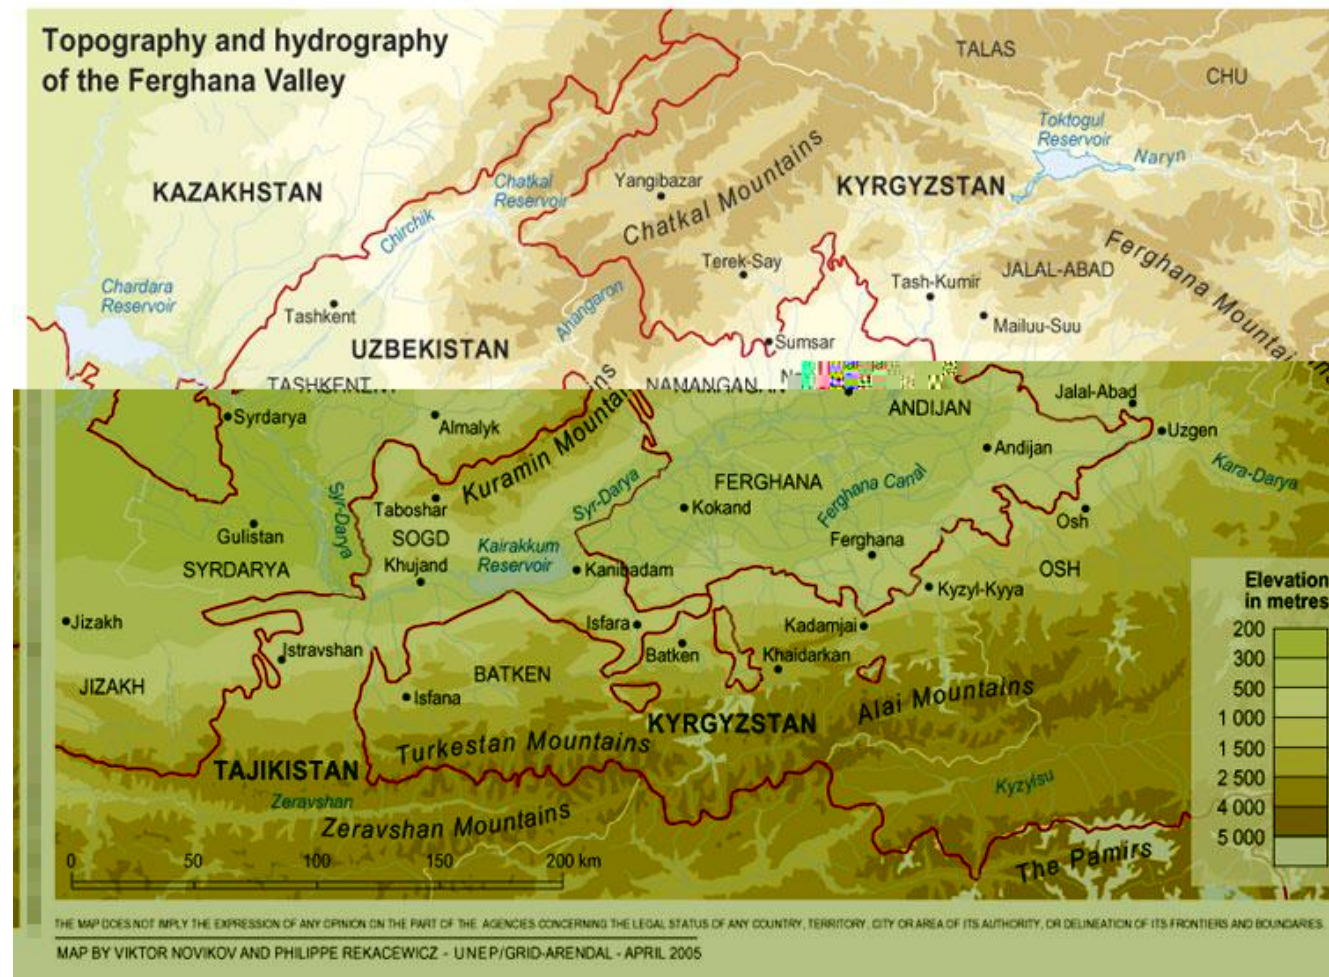 Topography and hydrography
of the Ferghana Valley
TALAS
CHU
Toktogul
Reservoir
Naryn
KAZAKHSTAN
Chatkal
Reservoir
Yangibazar
Chatkal Mountains
KYRGYZSTAN
Chirchik
Terek-Say
Ferghana
JALAL-ABAD
Tash-Kumir
Chardara
Reservoir
Ahangaron
Tashkent
Mailuu-Suu
UZBEKISTAN
Sumsar
TASHKENT
NAMANGAN
Jalal-Abad
ANDIJAN
Syrdarya
Almalyk
Kuramin Mountains
Uzgen
Andijan
Kara-Darya
Syr-Darya
Syr-Darya
FERGHANA
Ferghana Canal
Taboshar
Kokand
Osh
Gulistan
SOGD
Kairakkum
Reservoir
Ferghana
SYRDARYA
Khujand
Kanibadam
OSH
Kyzyl-Kyya
Elevation
in metres
Jizakh
Isfara
Kadamjai
200
Istravshan
Batken
Khaidarkan
300
JIZAKH
BATKEN
500
Isfana
KYRGYZSTAN
Alai Mountains
1 000
Turkestan Mountains
1 500
TAJIKISTAN
2 500
Zeravshan
Kyzylsu
4 000
Zeravshan Mountains
5 000
The Pamirs
0 50 100 150 200 km
THE MAP DOES NOT IMPLY THE EXPRESSION OF ANY OPINION ON THE PART OF THE AGENCIES CONCERNING THE LEGAL STATUS OF ANY COUNTRY, TERRITORY, CITY OR AREA OF ITS AUTHORITY, OR DELINEATION OF ITS FRONTIERS AND BOUNDARIES.
MAP BY VIKTOR NOVIKOV AND PHILIPPE REKACEWICZ - UNEP/GRID-ARENDAL - APRIL 2005